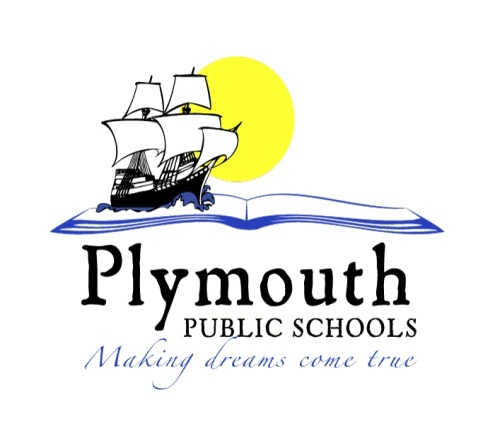 Plymouth
PUBLIC SCHOOLS
Making dreams come true